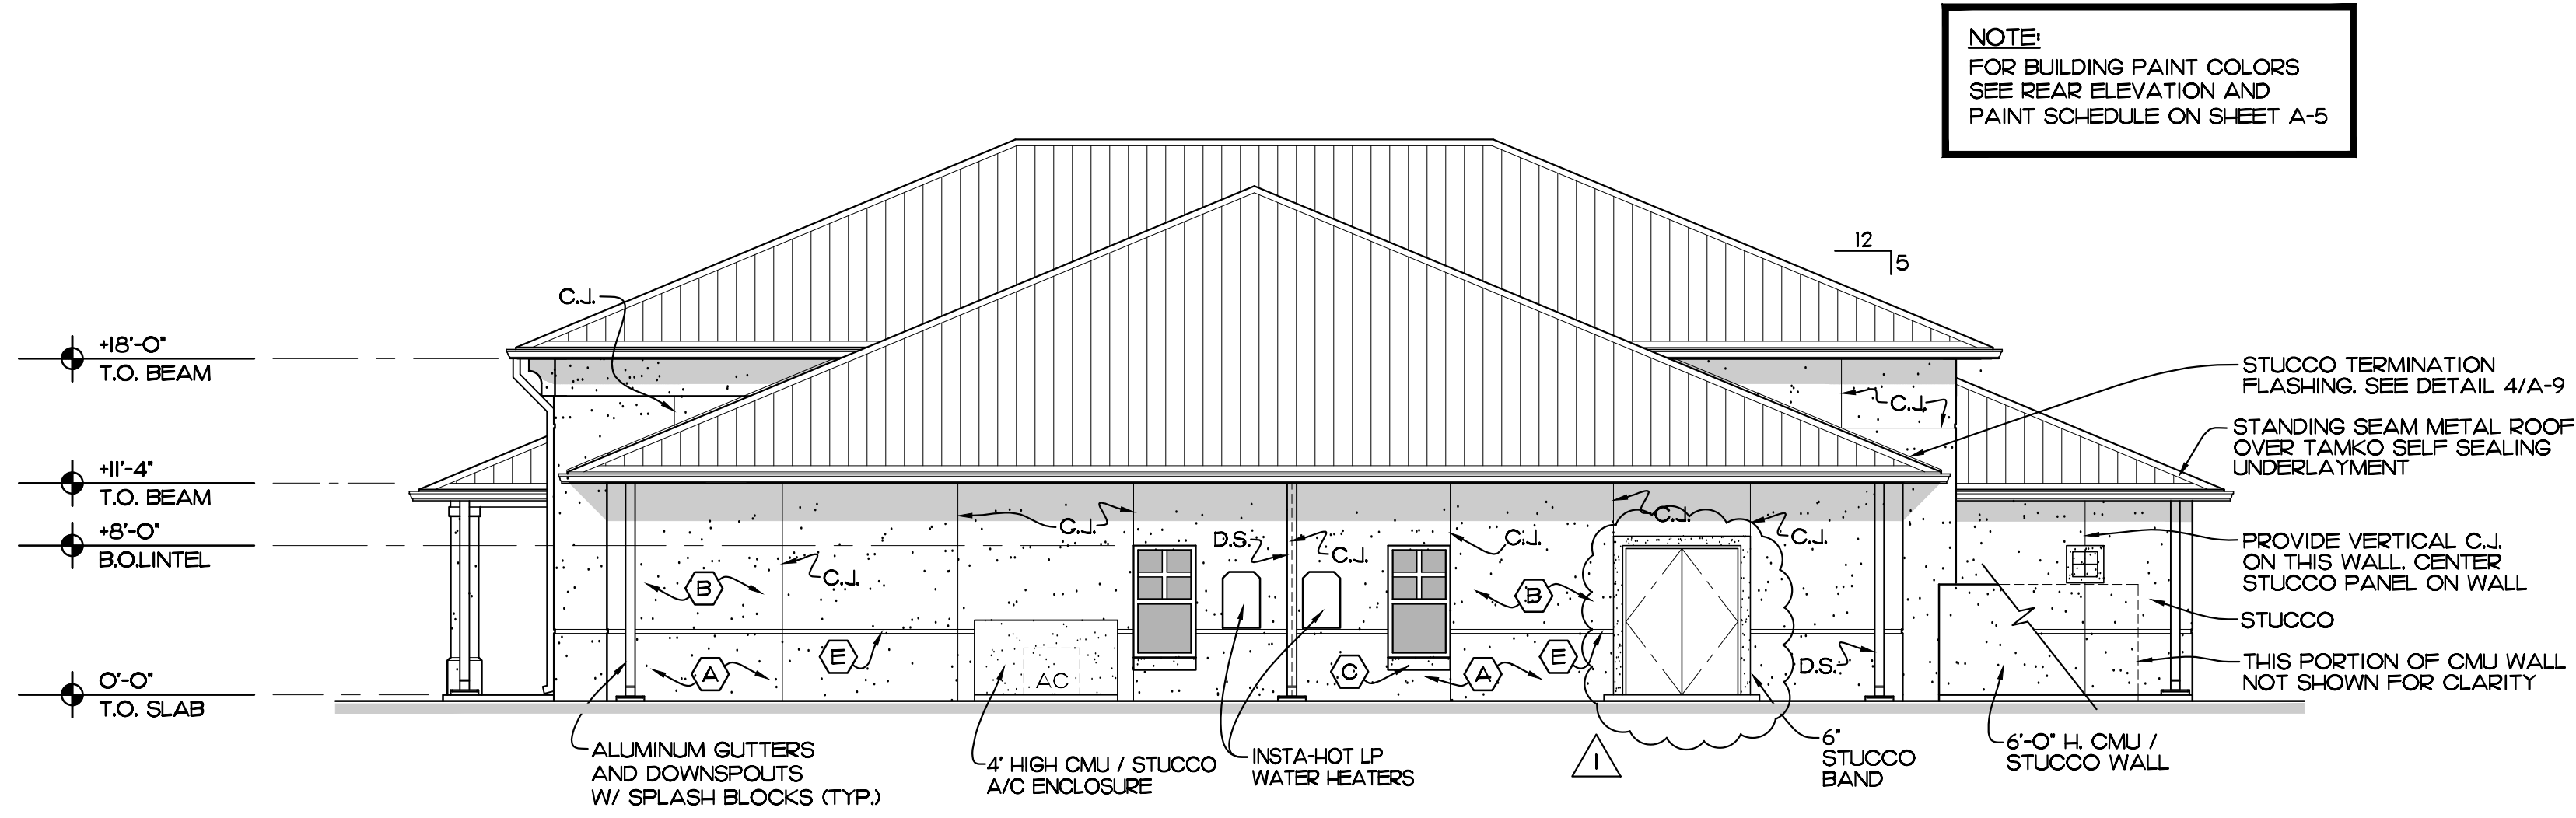 NOTE:
FOR BUILDING PAINT COLORS
SEE REAR ELEVATION AND
PAINT SCHEDULE ON SHEET A-5
12
5
C.J.
+18'-0"
T.O. BEAM
+11'-4"
T.O. BEAM
+8'-0"
B.O.LINTEL
0'-0"
T.O. SLAB
C.J.
STUCCO TERMINATION
FLASHING. SEE DETAIL 4/A-9
STANDING SEAM METAL ROOF
OVER TAMKO SELF SEALING
UNDERLAYMENT
PROVIDE VERTICAL C.J.
ON THIS WALL. CENTER
STUCCO PANEL ON WALL
STUCCO
THIS PORTION OF CMU WALL
NOT SHOWN FOR CLARITY
C.J.
C.J.
D.S.
C.J.
C.J.
C.J.
C.J.
B
B
E
E
A
AC
C
A
D.S.
ALUMINUM GUTTERS
AND DOWNSPOUTS
W/ SPLASH BLOCKS (TYP.)
4' HIGH CMU / STUCCO
A/C ENCLOSURE
INSTA-HOT LP
WATER HEATERS
1
6"
STUCCO
BAND
6'-0" H. CMU /
STUCCO WALL